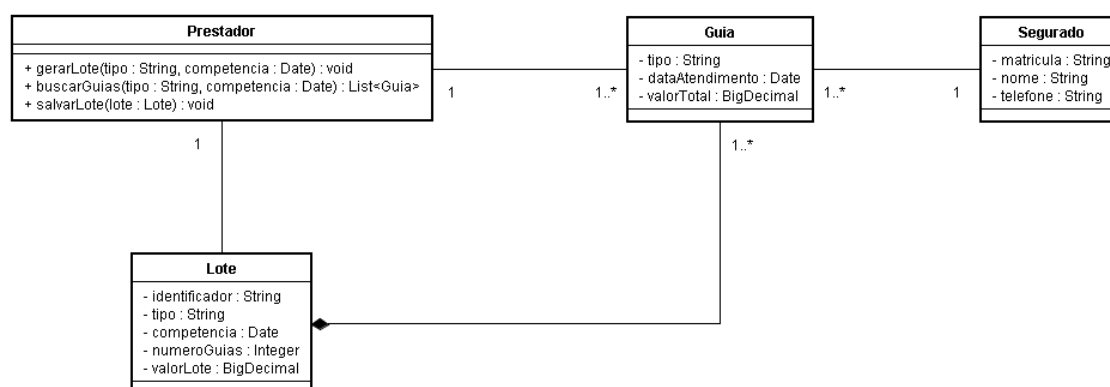 Prestador
+ gerarLote(tipo : String, competencia : Date) : void
+ buscarGuias(tipo : String, competencia : Date) : List<Guia>
+ salvarLote(lote : Lote) : void
1
1..*
Guia
- tipo : String
- dataAtendimento : Date
- valorTotal : BigDecimal
1..*
1
Segurado
- matricula : String
- nome : String
- telefone : String
1
1..*
Lote
- identificador : String
- tipo : String
- competencia : Date
- numeroGuias : Integer
- valorLote : BigDecimal